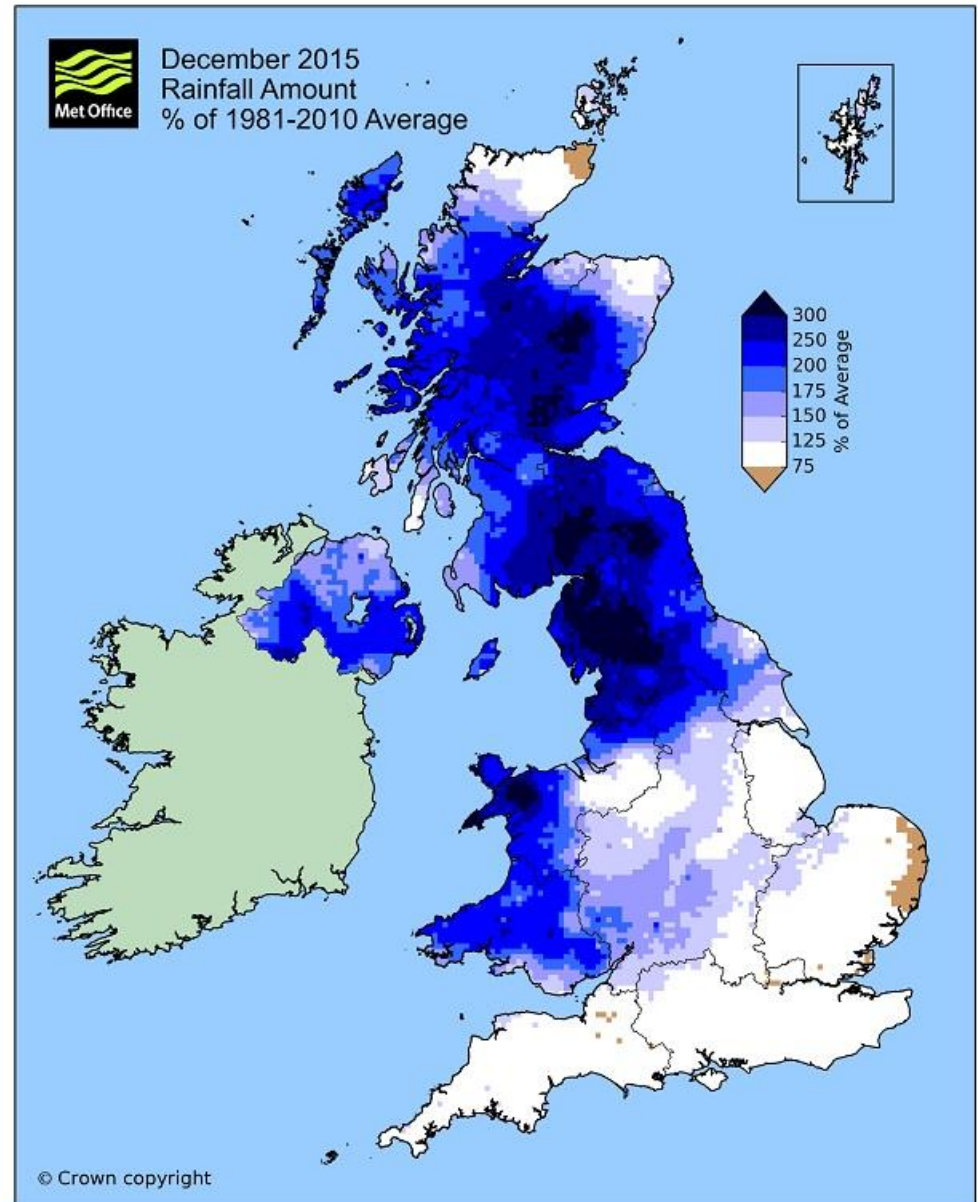 Met Office
December 2015
Rainfall Amount
% of 1981-2010 Average
300
250
200
175
150
125
75
% of Average
© Crown copyright